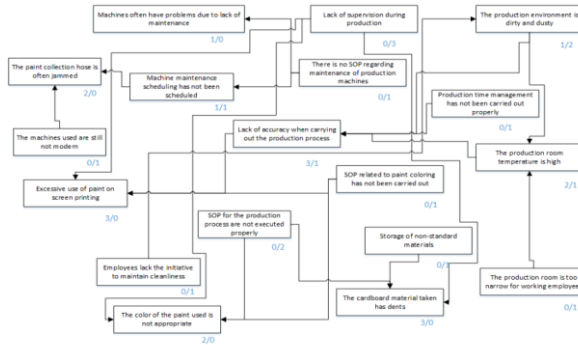 Machines often have problems due to lack of
maintenance
1/0
Lack of supervision during
production
0/3
The production environment is
dirty and dusty
1/2
The paint collection hose is
often jammed
2/0
Machine maintenance
scheduling has not been
scheduled
1/1
There is no SOP regarding
maintenance of production
machines
0/1
Production time management
has not been carried out
properly
0/1
The machines used are still
not modern
0/1
Lack of accuracy when carrying
out the production process
3/1
The production room
temperature is high
2/1
Excessive use of paint on
screen printing
3/0
SOP related to paint coloring
has not been carried out
0/1
SOP for the production
process are not executed
properly
0/2
Storage of non-standard
materials
0/1
Employees lack the initiative
to maintain cleanliness
0/1
The production room is too
narrow for working employees
0/1
The color of the paint used is
not appropriate
2/0
The cardboard material taken
has dents
3/0